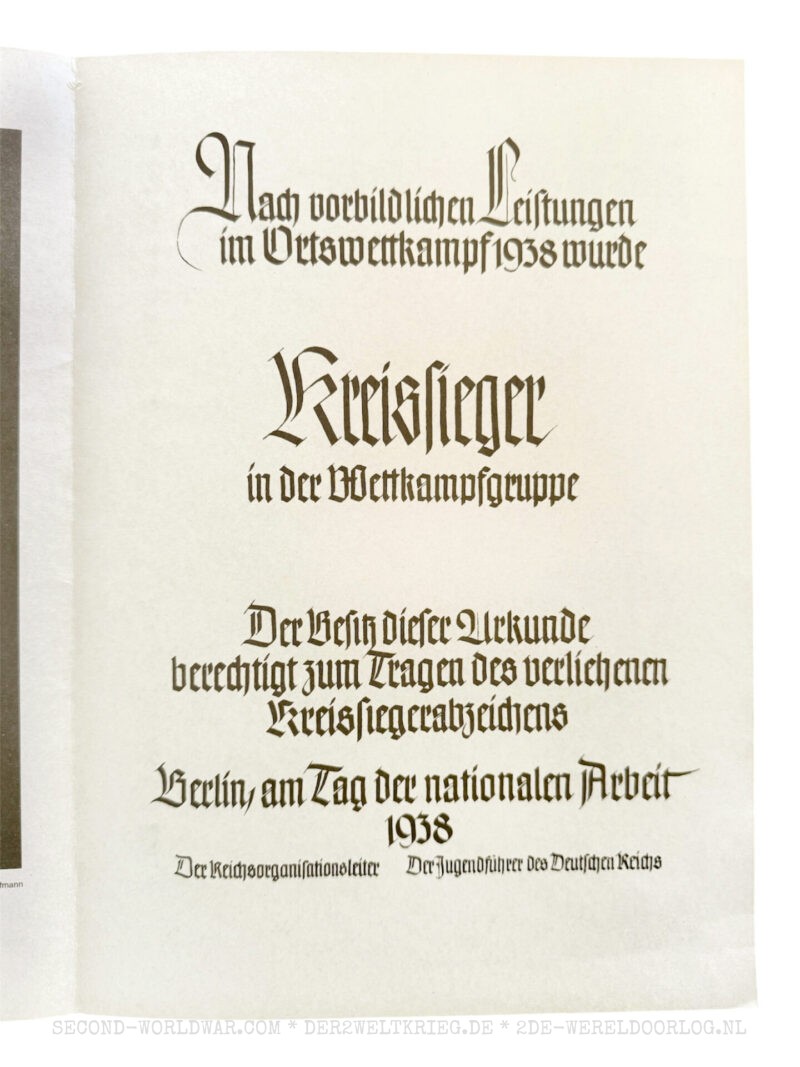 Nach vorbildlichen Leistungen
im Ortswettkampf 1938 wurde
Kreissieger
in der Wettkampfgruppe
Der Besitz dieser Urkunde
berechtigt zum Tragen des verliehenen
Kreissiegerabzeichens
Berlin, am Tag der nationalen Arbeit
1938
Der Reichsorganisationsleiter Der Jugendführer des Deutschen Reichs
SECOND-WORLDWAR.COM * DER2WELTKRIEG.DE * 2DE-WERELDOORLOG.NL